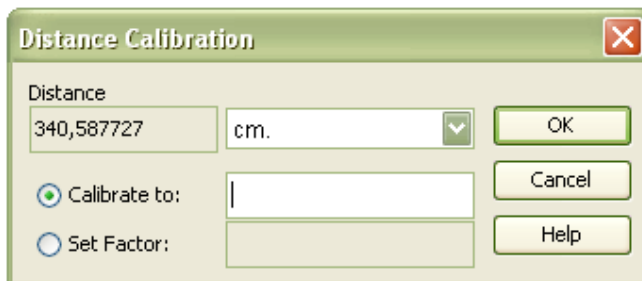 Distance Calibration
Distance
340,587727 cm. OK
Calibrate to: Cancel
Set Factor: Help